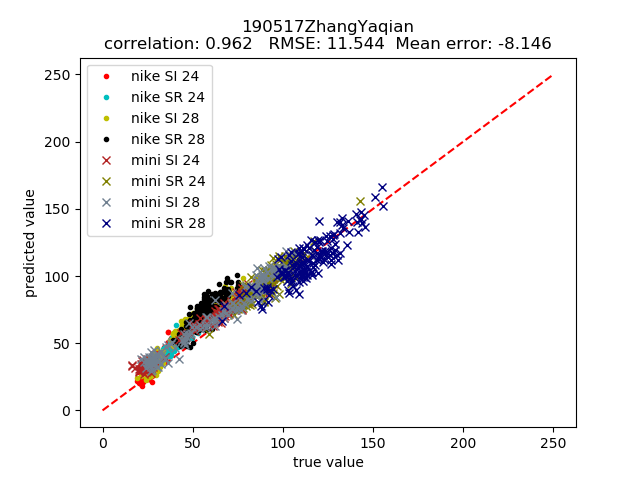 190517ZhangYaqian
correlation: 0.962   RMSE: 11.544  Mean error: -8.146
250
200
150
100
50
0
predicted value
nike SI 24
nike SR 24
nike SI 28
nike SR 28
mini SI 24
mini SR 24
mini SI 28
mini SR 28
0 50 100 150 200 250
true value